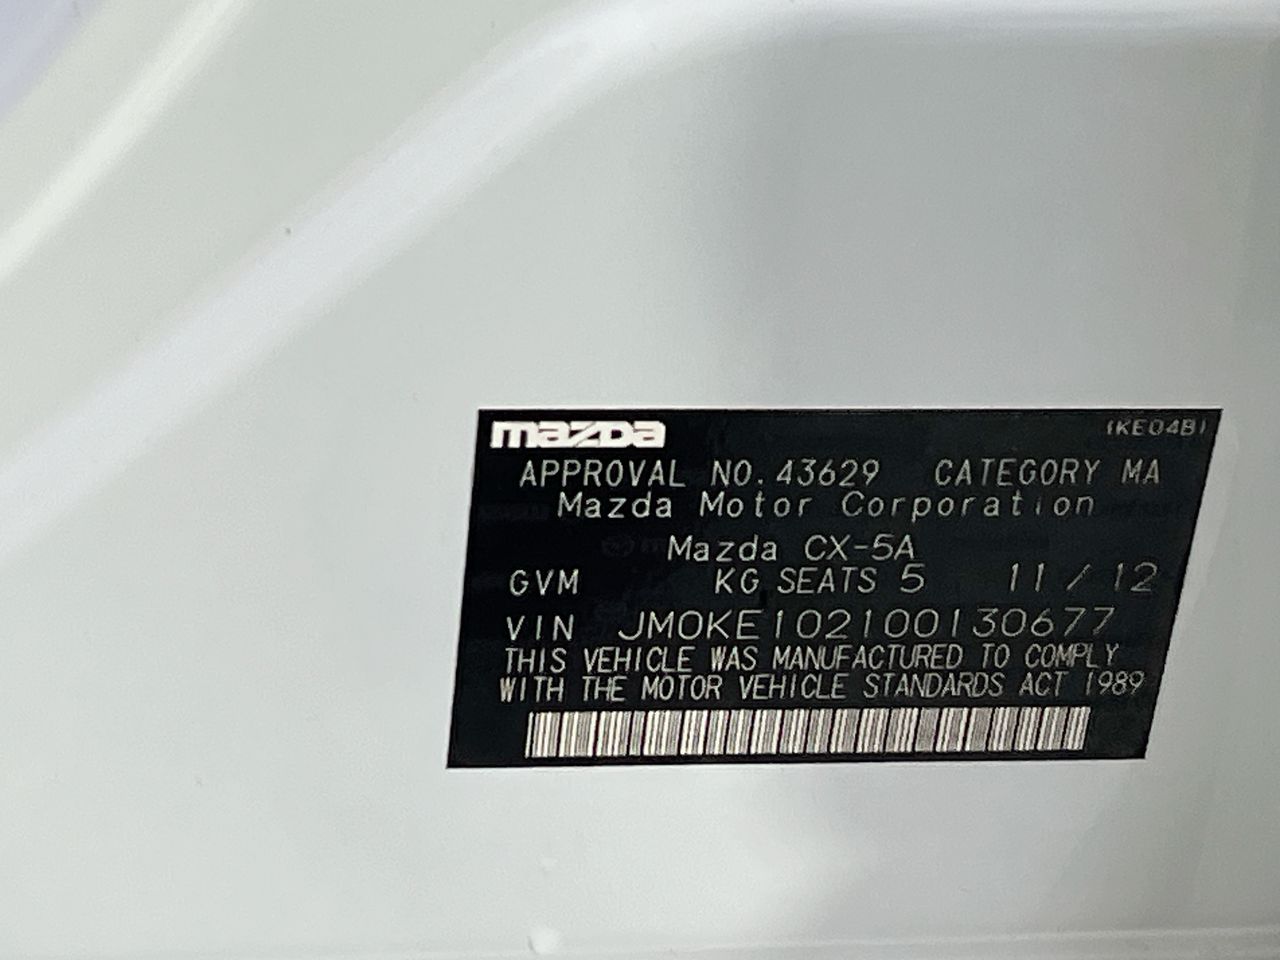 mazda (KE04B)
APPROVAL NO.43629 CATEGORY MA
Mazda Motor Corporation
Mazda CX-5A
GVM KG SEATS 5 11/12
VIN JM0KE102100130677
THIS VEHICLE WAS MANUFACTURED TO COMPLY
WITH THE MOTOR VEHICLE STANDARDS ACT 1989